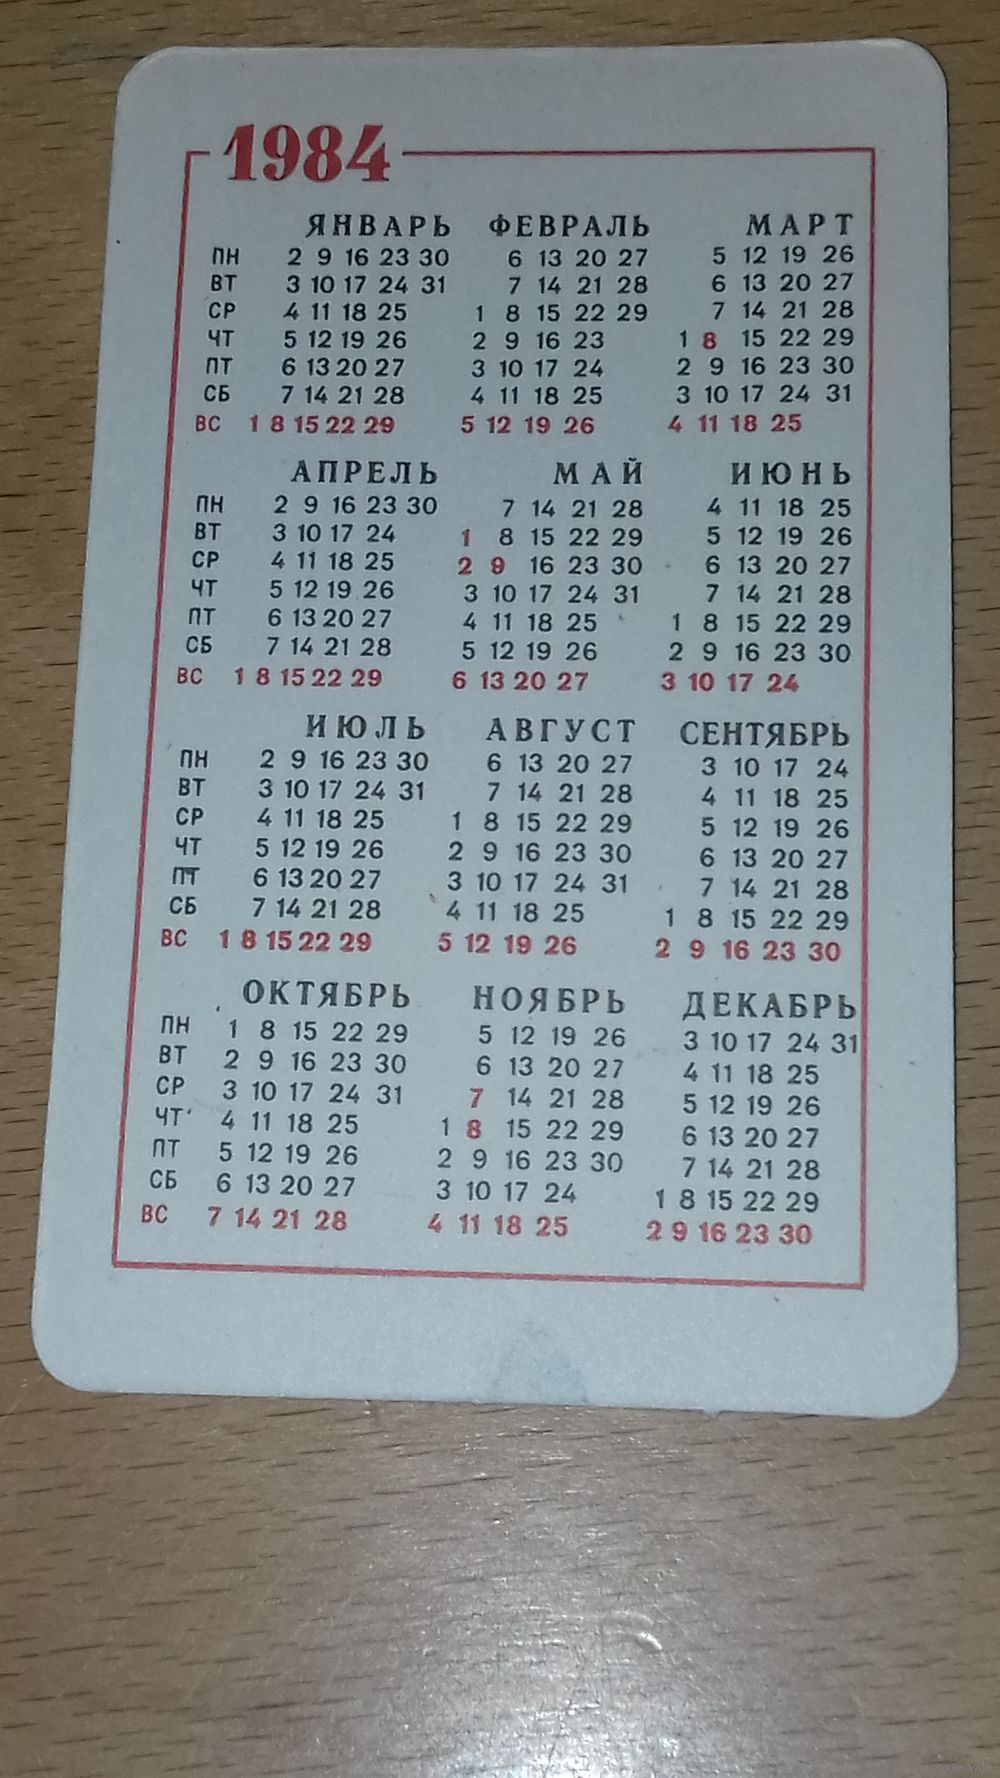 1984
ЯНВАРЬ ФЕВРАЛЬ МАРТ
ПН 2 9 16 23 30 6 13 20 27 5 12 19 26
ВТ 3 10 17 24 31 7 14 21 28 6 13 20 27
СР 4 11 18 25 1 8 15 22 29 7 14 21 28
ЧТ 5 12 19 26 2 9 16 23 1 8 15 22 29
ПТ 6 13 20 27 3 10 17 24 2 9 16 23 30
СБ 7 14 21 28 4 11 18 25 3 10 17 24 31
ВС 1 8 15 22 29 5 12 19 26 4 11 18 25
АПРЕЛЬ МАЙ ИЮНЬ
ПН 2 9 16 23 30 7 14 21 28 4 11 18 25
ВТ 3 10 17 24 1 8 15 22 29 5 12 19 26
СР 4 11 18 25 2 9 16 23 30 6 13 20 27
ЧТ 5 12 19 26 3 10 17 24 31 7 14 21 28
ПТ 6 13 20 27 4 11 18 25 1 8 15 22 29
СБ 7 14 21 28 5 12 19 26 2 9 16 23 30
ВС 1 8 15 22 29 6 13 20 27 3 10 17 24
ИЮЛЬ АВГУСТ СЕНТЯБРЬ
ПН 2 9 16 23 30 6 13 20 27 3 10 17 24
ВТ 3 10 17 24 31 7 14 21 28 4 11 18 25
СР 4 11 18 25 1 8 15 22 29 5 12 19 26
ЧТ 5 12 19 26 2 9 16 23 30 6 13 20 27
ПТ 6 13 20 27 3 10 17 24 31 7 14 21 28
СБ 7 14 21 28 4 11 18 25 1 8 15 22 29
ВС 1 8 15 22 29 5 12 19 26 2 9 16 23 30
ОКТЯБРЬ НОЯБРЬ ДЕКАБРЬ
ПН 1 8 15 22 29 5 12 19 26 3 10 17 24 31
ВТ 2 9 16 23 30 6 13 20 27 4 11 18 25
СР 3 10 17 24 31 7 14 21 28 5 12 19 26
ЧТ 4 11 18 25 1 8 15 22 29 6 13 20 27
ПТ 5 12 19 26 2 9 16 23 30 7 14 21 28
СБ 6 13 20 27 3 10 17 24 1 8 15 22 29
ВС 7 14 21 28 4 11 18 25 2 9 16 23 30